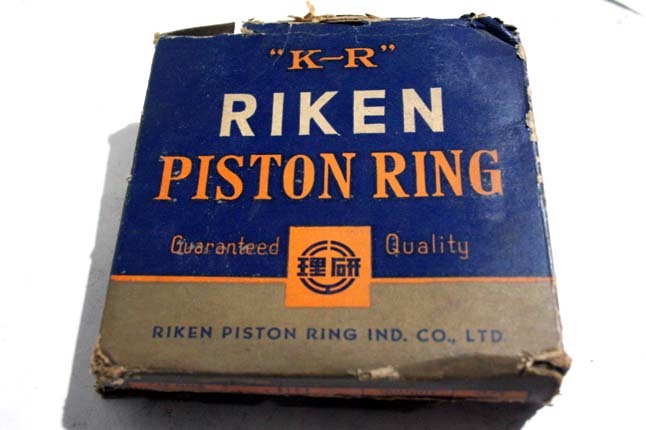 "K-R"
RIKEN
PISTON RING
Guaranteed Quality
理研
RIKEN PISTON RING IND. CO., LTD